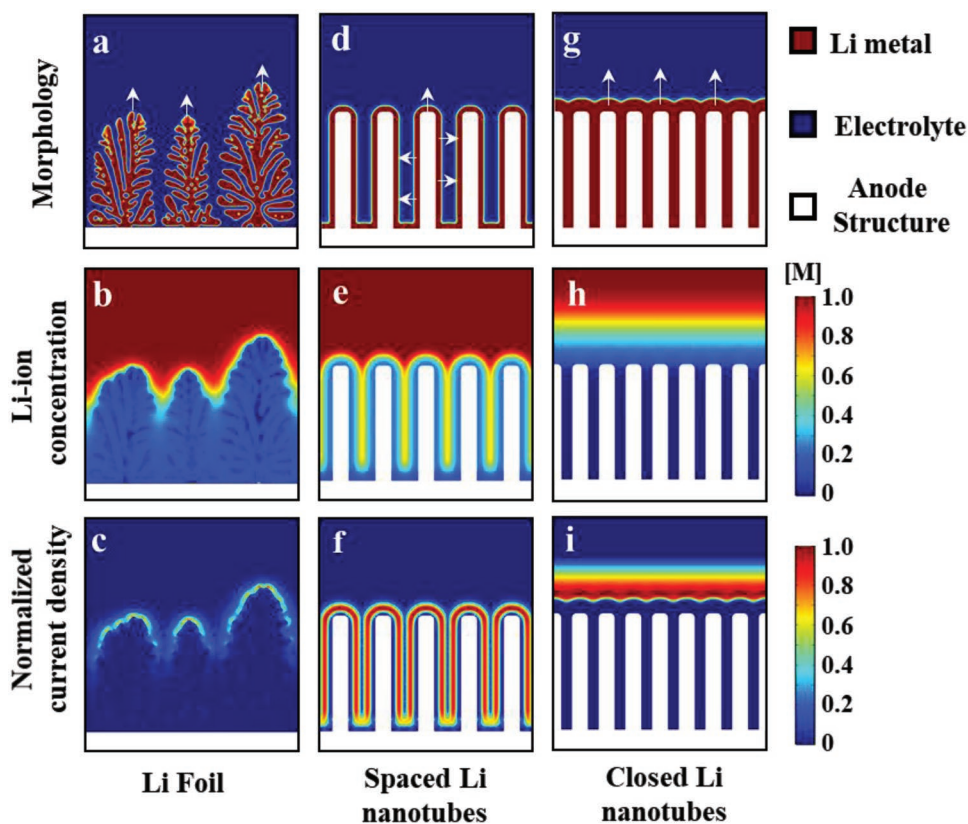 Morphology
a
d
g
Li metal
Electrolyte
Anode
Structure
Li-ion
concentration
b
e
h
[M]
1.0
0.8
0.6
0.4
0.2
0
Normalized
current density
c
f
i
1.0
0.8
0.6
0.4
0.2
0
Li Foil
Spaced Li
nanotubes
Closed Li
nanotubes